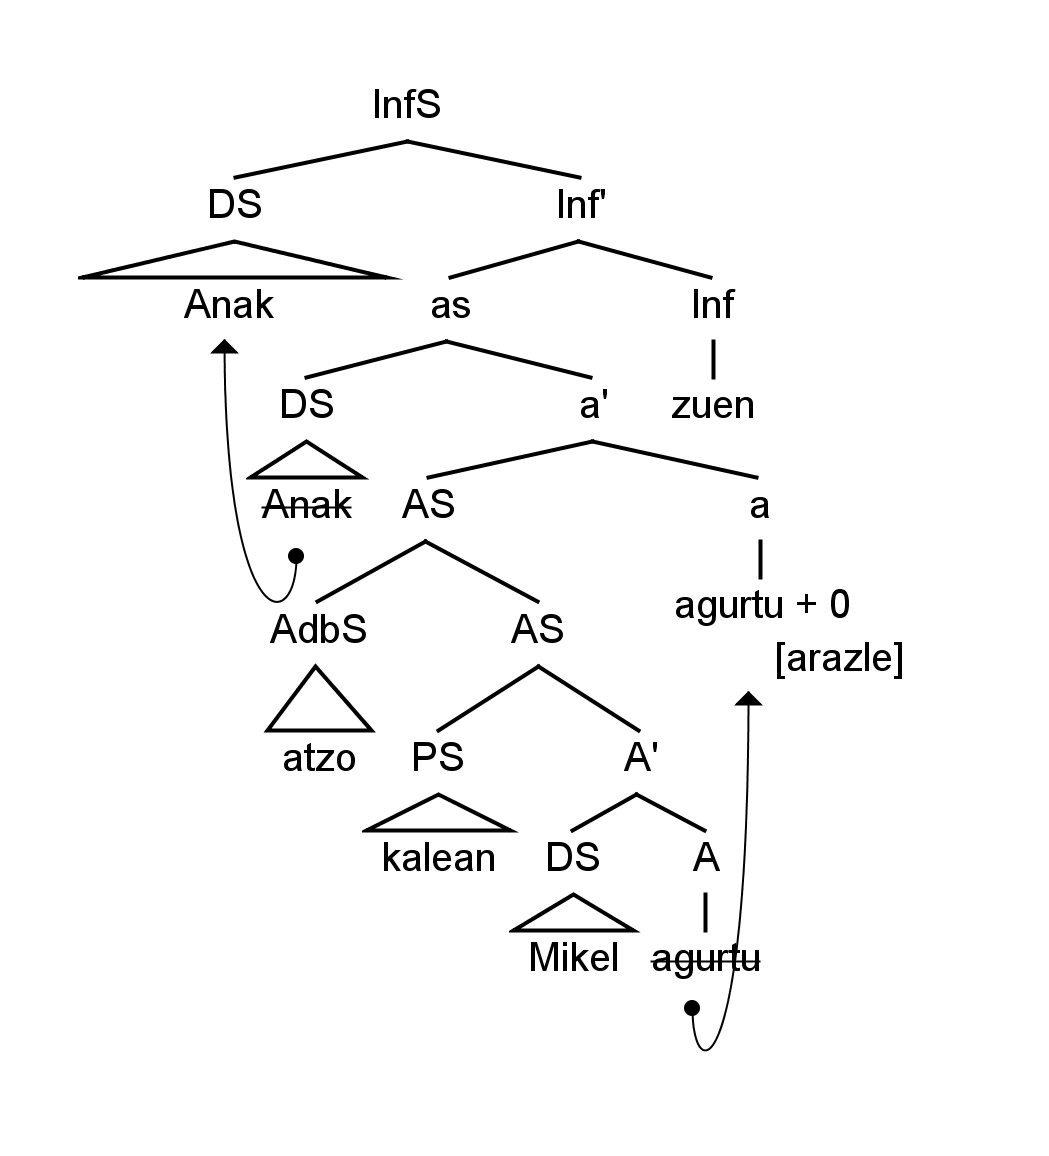 InfS
DS Inf'
Anak as Inf
DS a' zuen
Anak AS a
agurtu + 0
AdbS AS
[arazle]
atzo PS A'
kalean DS A
Mikel agurtu